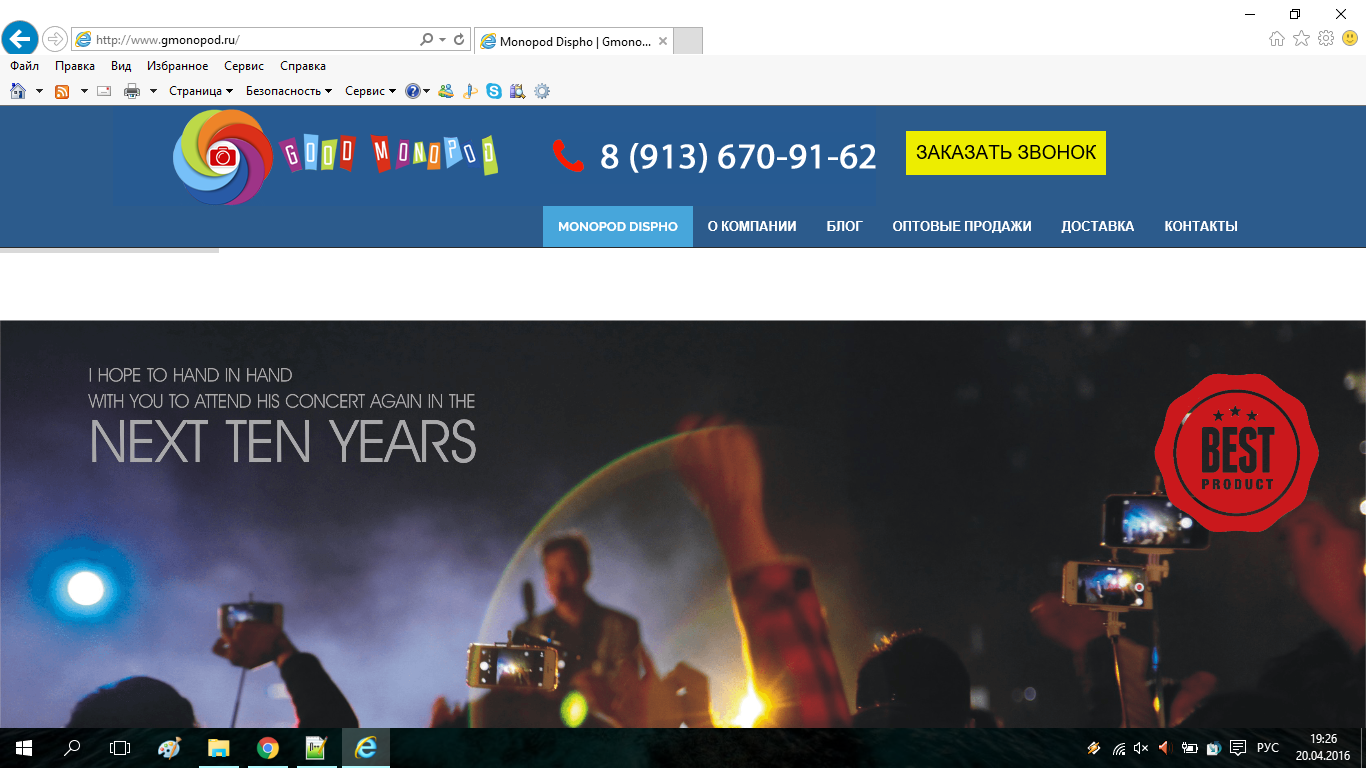 http://www.gmonopod.ru/
Monopod Dispho | Gmono...
Файл Правка Вид Избранное Сервис Справка
Страница Безопасность Сервис
GOOD MONOPOD
8 (913) 670-91-62
ЗАКАЗАТЬ ЗВОНОК
MONOPOD DISPHO О КОМПАНИИ БЛОГ ОПТОВЫЕ ПРОДАЖИ ДОСТАВКА КОНТАКТЫ
I HOPE TO HAND IN HAND
WITH YOU TO ATTEND HIS CONCERT AGAIN IN THE
NEXT TEN YEARS
BEST
PRODUCT
РУС
19:26
20.04.2016